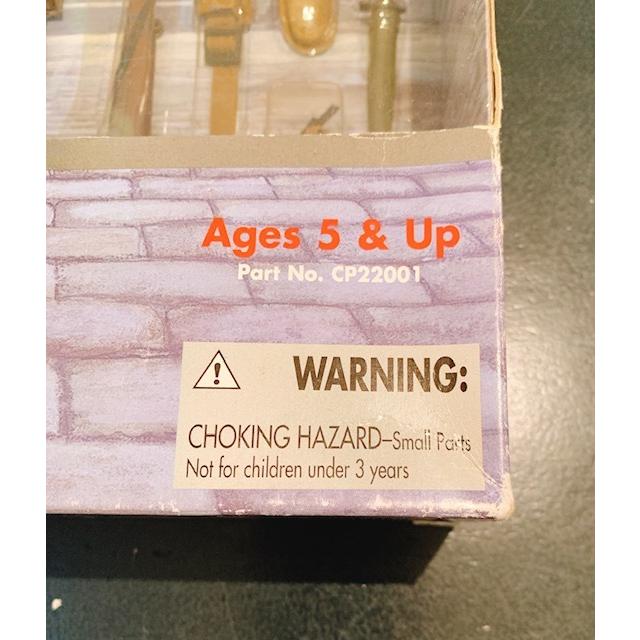 Ages 5 & Up
Part No. CP22001
WARNING:
CHOKING HAZARD–Small Parts
Not for children under 3 years